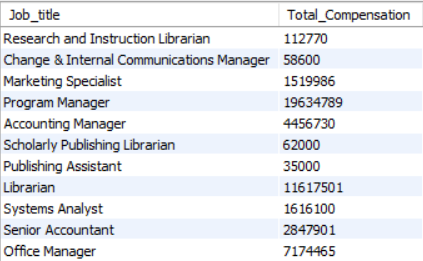 Job_title Total_Compensation
Research and Instruction Librarian 112770
Change & Internal Communications Manager 58600
Marketing Specialist 1519986
Program Manager 19634789
Accounting Manager 4456730
Scholarly Publishing Librarian 62000
Publishing Assistant 35000
Librarian 11617501
Systems Analyst 1616100
Senior Accountant 2847901
Office Manager 7174465